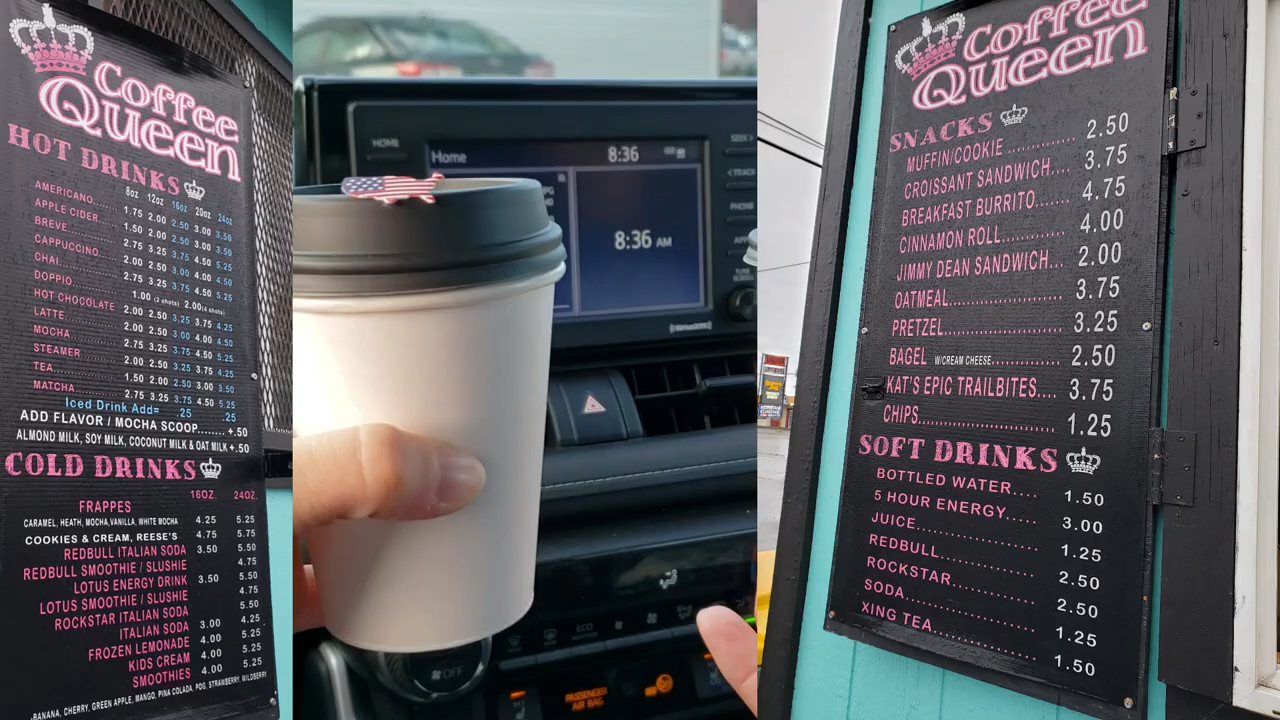 Coffee
Queen
HOT DRINKS
8oz 12oz 16oz 20oz 24oz
AMERICANO........ 1.75 2.00 2.50 3.00 3.50
APPLE CIDER....... 1.50 2.00 2.50 3.00 3.50
BREVE................ 2.75 3.25 3.75 4.50 5.25
CAPPUCCINO...... 2.00 2.50 3.00 4.00 4.50
CHAI.................. 2.75 3.25 3.75 4.50 5.25
DOPPIO............... 1.00 (2 shots) 2.00 (4 shots)
HOT CHOCOLATE 2.00 2.50 3.25 3.75 4.25
LATTE................ 2.00 2.50 3.00 4.00 4.50
MOCHA.............. 2.75 3.25 3.75 4.50 5.25
STEAMER........... 2.00 2.50 3.25 3.75 4.25
TEA.................... 1.50 2.00 2.50 3.00 3.50
MATCHA............ 2.75 3.25 3.75 4.50 5.25
Iced Drink Add= .25 .25
ADD FLAVOR / MOCHA SCOOP........+.50
ALMOND MILK, SOY MILK, COCONUT MILK & OAT MILK +.50
COLD DRINKS
16OZ. 24OZ.
FRAPPES
CARAMEL, HEATH, MOCHA, VANILLA, WHITE MOCHA 4.25 5.25
COOKIES & CREAM, REESE'S 4.75 5.75
REDBULL ITALIAN SODA 3.50 5.50
REDBULL SMOOTHIE / SLUSHIE 4.75
LOTUS ENERGY DRINK 3.50 5.50
LOTUS SMOOTHIE / SLUSHIE 4.75
ROCKSTAR ITALIAN SODA 5.50
ITALIAN SODA 3.00 4.25
FROZEN LEMONADE 4.00 5.25
KIDS CREAM 4.00 5.25
SMOOTHIES 4.00 5.25
-BANANA, CHERRY, GREEN APPLE, MANGO, PINA COLADA, POG, STRAWBERRY, WILDBERRY
HOME
Home 8:36
8:36 AM
SEEK >
< TRACK
PHONE
TUNE
SCROLL
SiriusXM
ECO
OFF
PASSENGER
AIR BAG
Coffee
Queen
SNACKS
MUFFIN/COOKIE............ 2.50
CROISSANT SANDWICH.... 3.75
BREAKFAST BURRITO....... 4.75
CINNAMON ROLL............ 4.00
JIMMY DEAN SANDWICH... 2.00
OATMEAL..................... 3.75
PRETZEL...................... 3.25
BAGEL W/CREAM CHEESE............... 2.50
KAT'S EPIC TRAILBITES.... 3.75
CHIPS......................... 1.25
SOFT DRINKS
BOTTLED WATER.... 1.50
5 HOUR ENERGY..... 3.00
JUICE................. 1.25
REDBULL............. 2.50
ROCKSTAR........... 2.50
SODA................. 1.25
XING TEA............ 1.50